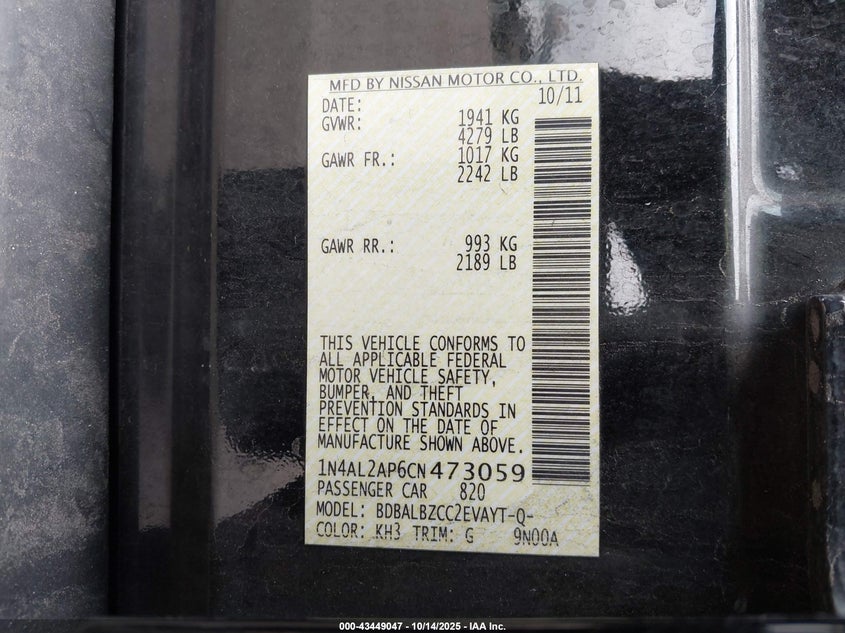 MFD BY NISSAN MOTOR CO., LTD.
DATE: 10/11
GVWR: 1941 KG
4279 LB
GAWR FR.: 1017 KG
2242 LB
GAWR RR.: 993 KG
2189 LB
THIS VEHICLE CONFORMS TO
ALL APPLICABLE FEDERAL
MOTOR VEHICLE SAFETY,
BUMPER, AND THEFT
PREVENTION STANDARDS IN
EFFECT ON THE DATE OF
MANUFACTURE SHOWN ABOVE.
1N4AL2AP6CN473059
PASSENGER CAR 820
MODEL: BDBALBZCC2EVAYT-Q-
COLOR: KH3 TRIM: G 9N00A
000-43449047 - 10/14/2025 - IAA Inc.